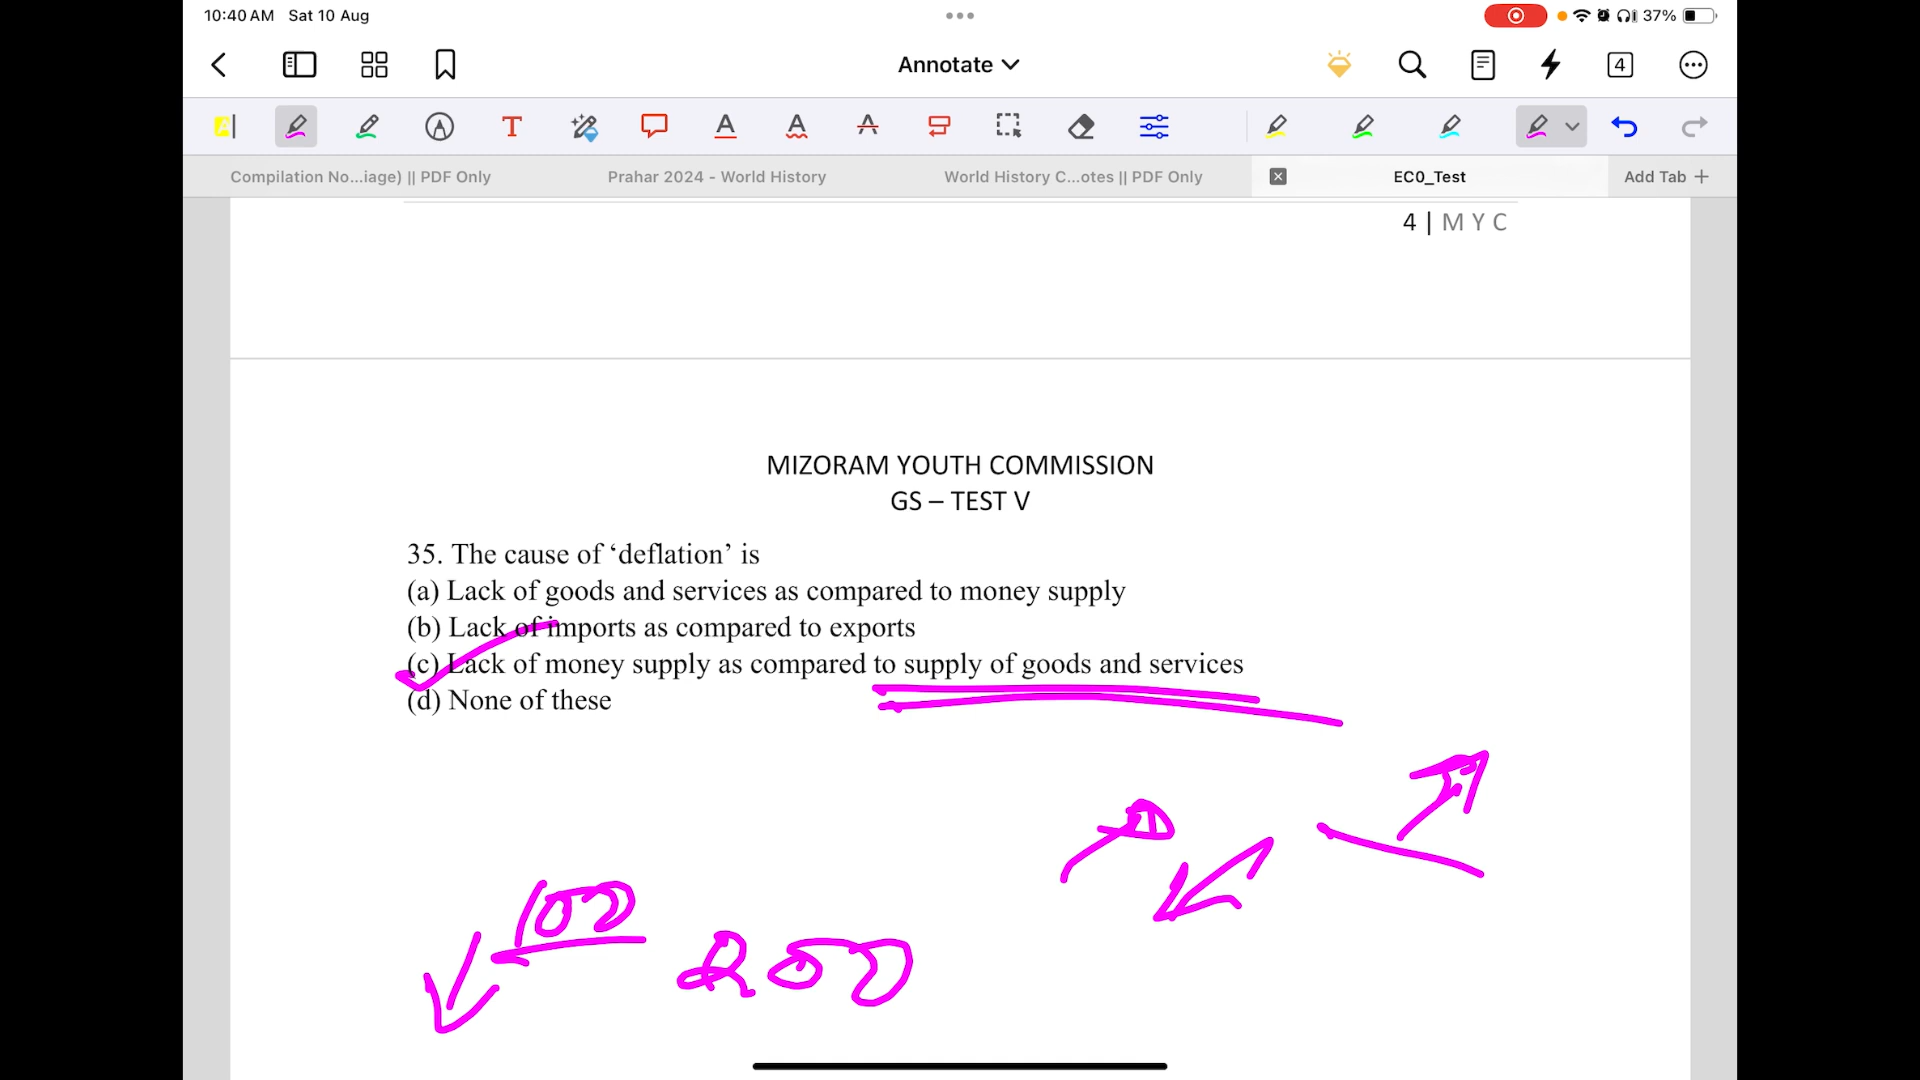 10:40 AM Sat 10 Aug
37%
Annotate
4
T
A
A
A
Compilation No...iage) || PDF Only
Prahar 2024 - World History
World History C...otes || PDF Only
EC0_Test
Add Tab +
4 | M Y C
MIZORAM YOUTH COMMISSION
GS – TEST V
35. The cause of ‘deflation’ is
(a) Lack of goods and services as compared to money supply
(b) Lack of imports as compared to exports
(c) Lack of money supply as compared to supply of goods and services
(d) None of these
100
200